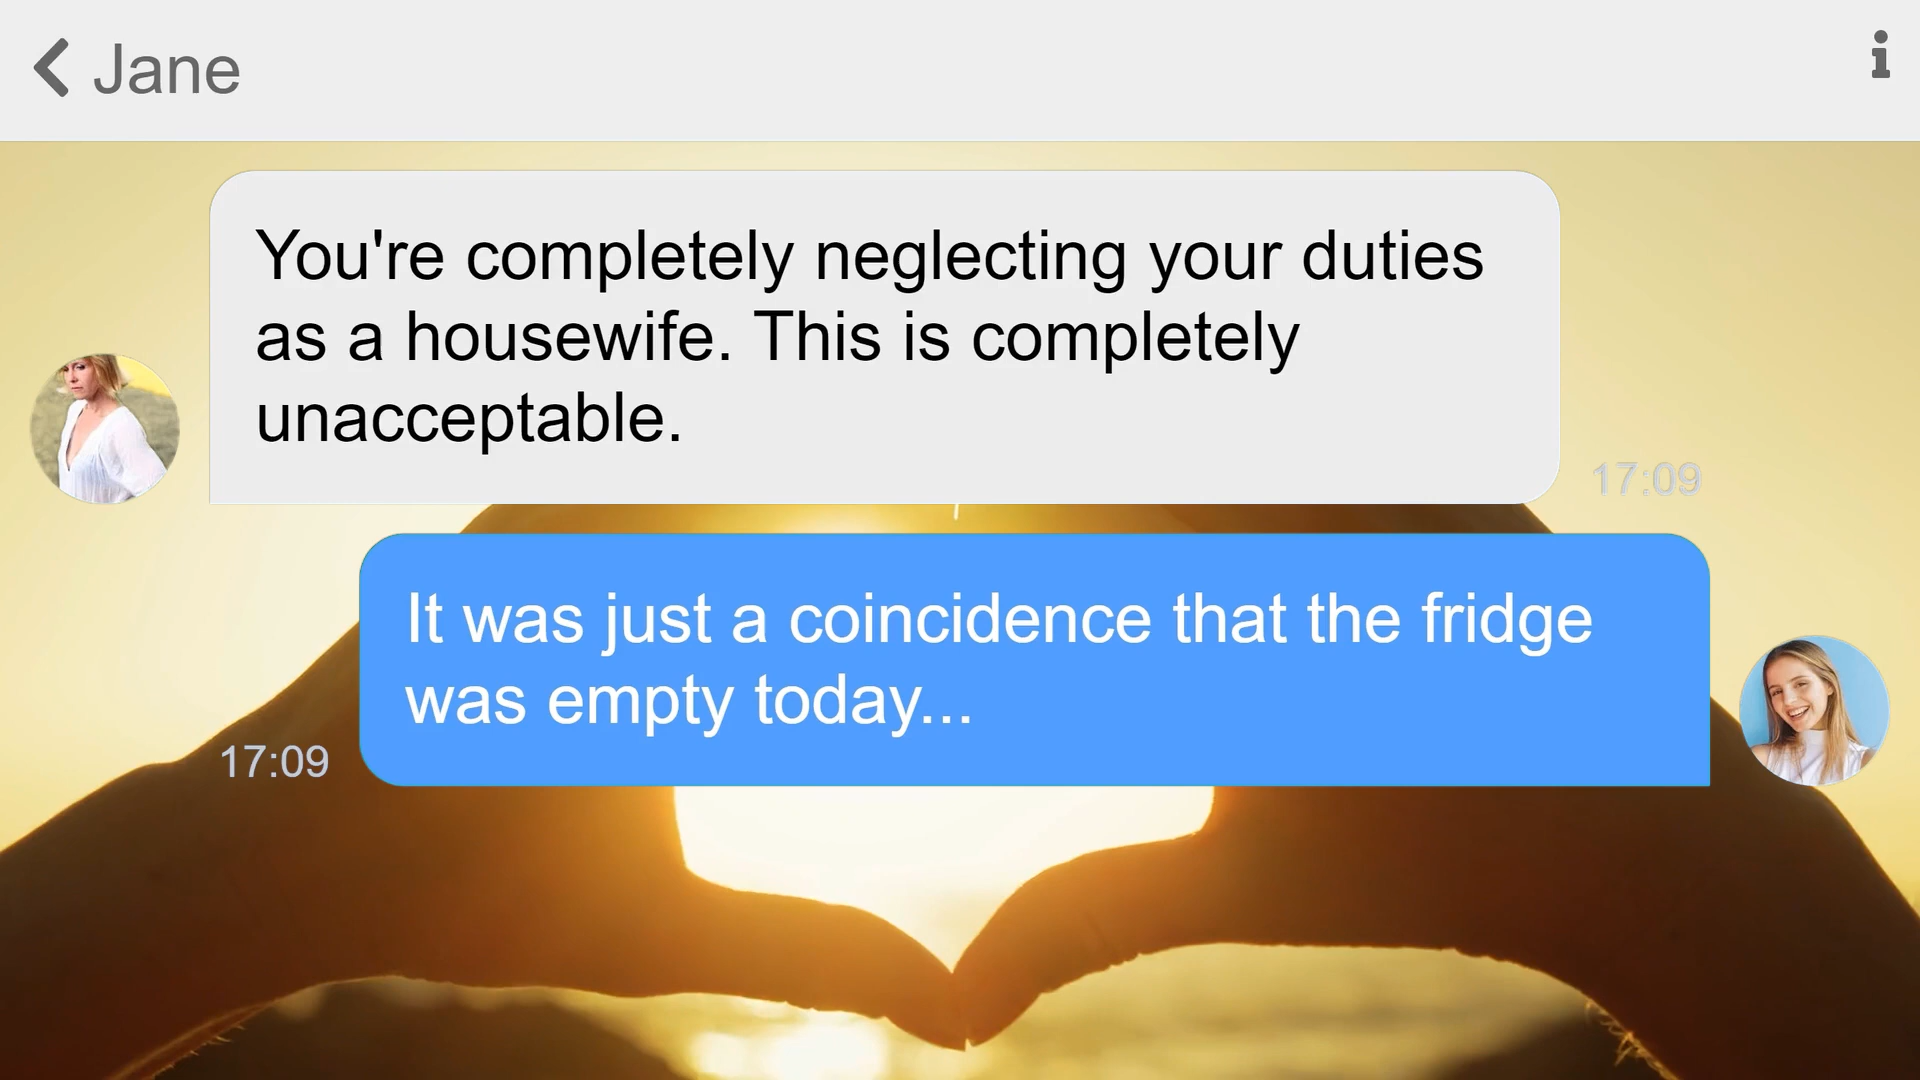 Jane
You're completely neglecting your duties
as a housewife. This is completely
unacceptable.
17:09
It was just a coincidence that the fridge
was empty today...
17:09